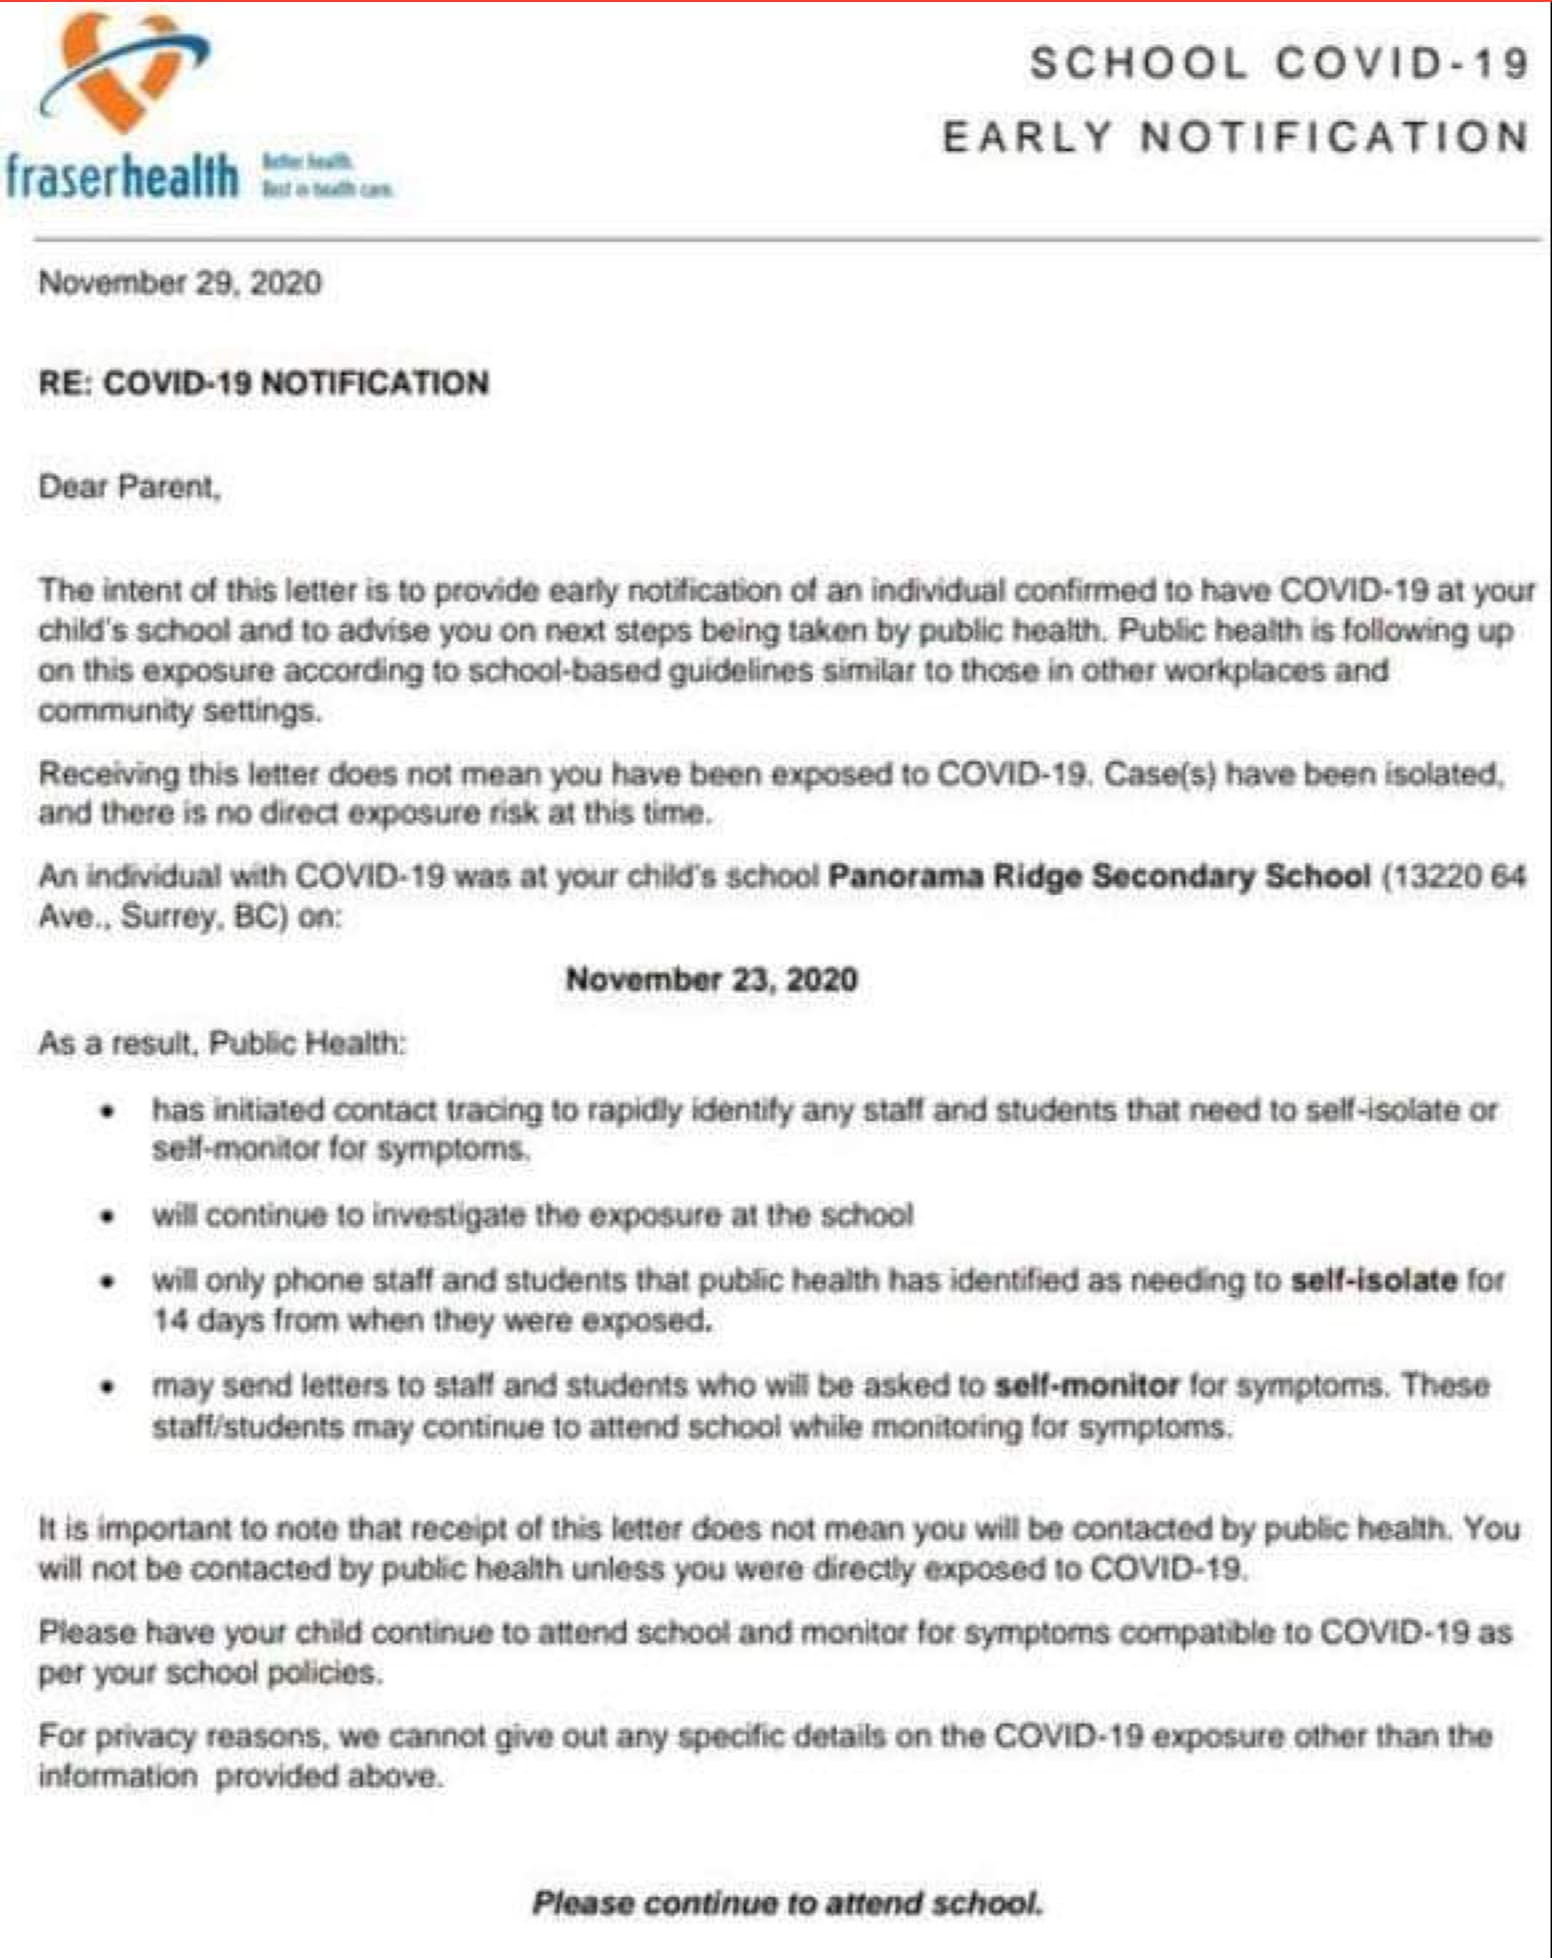 SCHOOL COVID-19
EARLY NOTIFICATION
fraserhealth
Better health.
Best in health care.
November 29, 2020
RE: COVID-19 NOTIFICATION
Dear Parent,
The intent of this letter is to provide early notification of an individual confirmed to have COVID-19 at your
child's school and to advise you on next steps being taken by public health. Public health is following up
on this exposure according to school-based guidelines similar to those in other workplaces and
community settings.
Receiving this letter does not mean you have been exposed to COVID-19. Case(s) have been isolated,
and there is no direct exposure risk at this time.
An individual with COVID-19 was at your child's school Panorama Ridge Secondary School (13220 64
Ave., Surrey, BC) on:
November 23, 2020
As a result, Public Health:
• has initiated contact tracing to rapidly identify any staff and students that need to self-isolate or
self-monitor for symptoms.
• will continue to investigate the exposure at the school
• will only phone staff and students that public health has identified as needing to self-isolate for
14 days from when they were exposed.
• may send letters to staff and students who will be asked to self-monitor for symptoms. These
staff/students may continue to attend school while monitoring for symptoms.
It is important to note that receipt of this letter does not mean you will be contacted by public health. You
will not be contacted by public health unless you were directly exposed to COVID-19.
Please have your child continue to attend school and monitor for symptoms compatible to COVID-19 as
per your school policies.
For privacy reasons, we cannot give out any specific details on the COVID-19 exposure other than the
information provided above.
Please continue to attend school.